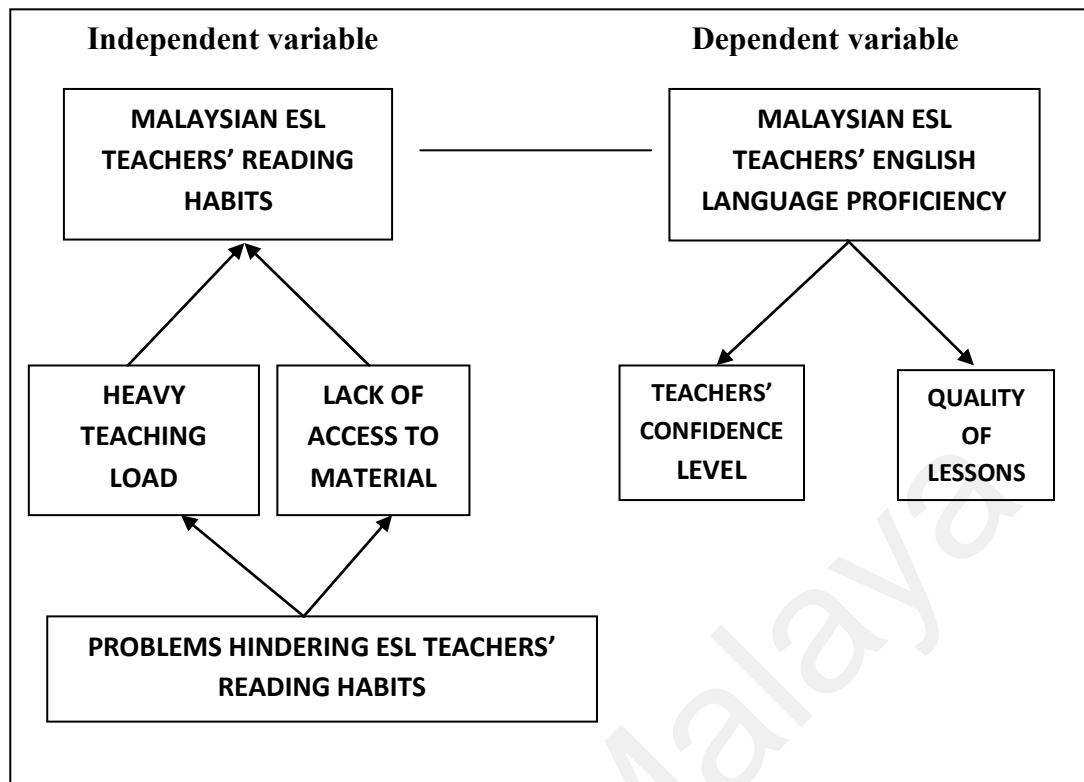 Independent variable
Dependent variable
MALAYSIAN ESL
TEACHERS’ READING
HABITS
MALAYSIAN ESL
TEACHERS’ ENGLISH
LANGUAGE PROFICIENCY
HEAVY
TEACHING
LOAD
LACK OF
ACCESS TO
MATERIAL
TEACHERS’
CONFIDENCE
LEVEL
QUALITY
OF
LESSONS
PROBLEMS HINDERING ESL TEACHERS’
READING HABITS
Malaya